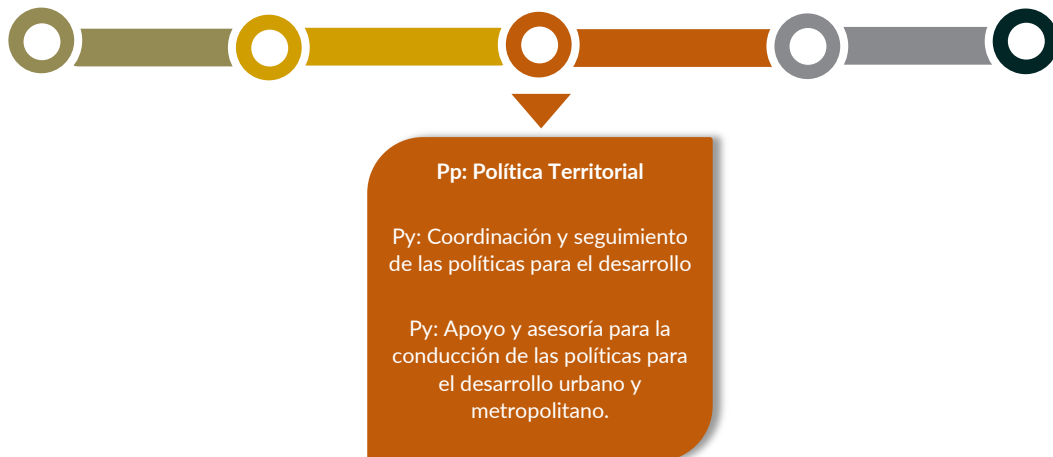 Pp: Política Territorial
Py: Coordinación y seguimiento
de las políticas para el desarrollo
Py: Apoyo y asesoría para la
conducción de las políticas para
el desarrollo urbano y
metropolitano.